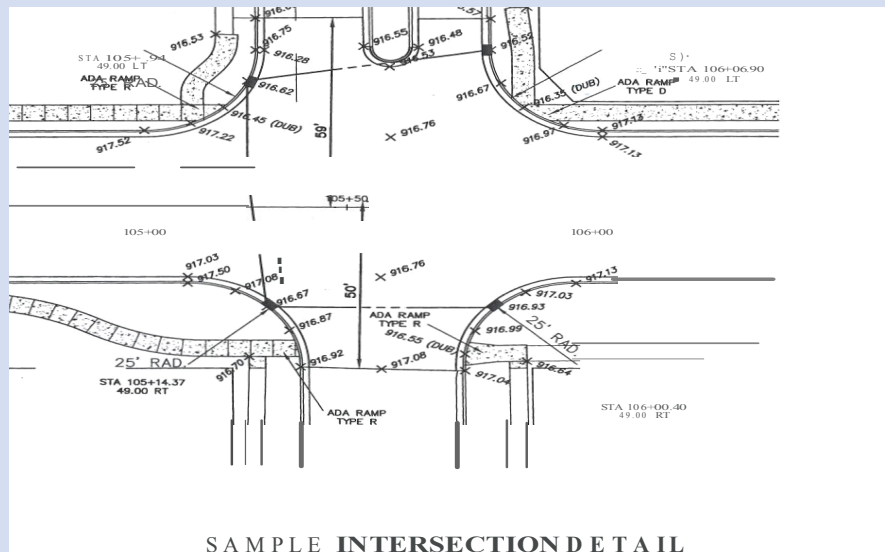 916.53
916.75
916.28
916.55
916.48
916.53
916.52
STA 105+ .94
49.00 LT
ADA RAMP
TYPE R
RAD.
916.62
916.45 (DUB)
917.22
917.52
59'
916.76
916.67
916.35 (DUB)
916.97
917.13
917.13
STA 106+06.90
49.00 LT
ADA RAMP
TYPE D
105+50
105+00
106+00
917.03
917.50
917.08
916.67
916.87
916.92
916.70
50'
916.76
917.08
917.13
917.03
916.93
916.99
ADA RAMP
TYPE R
916.55 (DUB)
25' RAD.
917.04
916.64
25' RAD.
STA 105+14.37
49.00 RT
ADA RAMP
TYPE R
STA 106+00.40
49.00 RT
SAMPLE INTERSECTION DETAIL